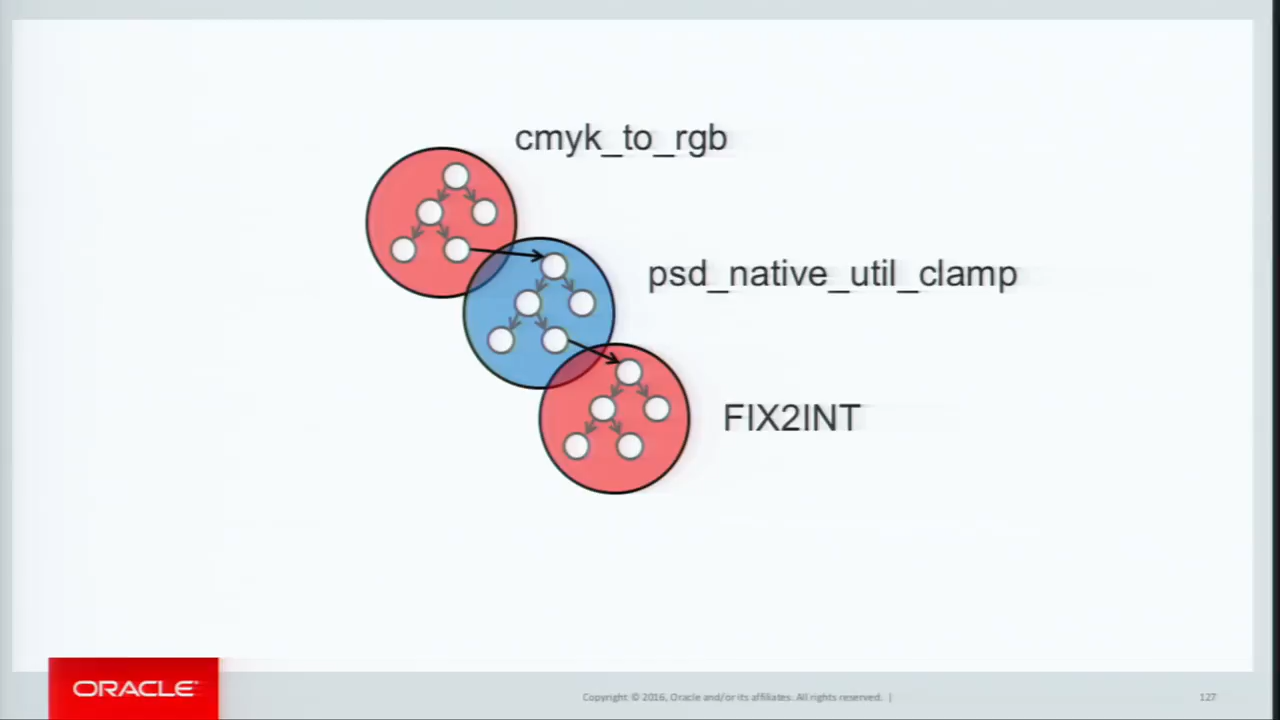 cmyk_to_rgb
psd_native_util_clamp
FIX2INT
ORACLE
Copyright © 2016, Oracle and/or its affiliates. All rights reserved. |
127